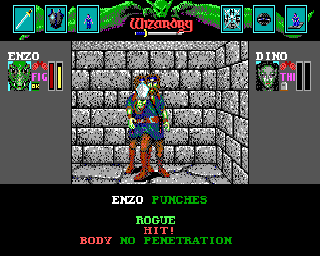 Wizardry
ENZO
DINO
FIG
THI
OK
ENZO PUNCHES
ROGUE
HIT!
BODY NO PENETRATION